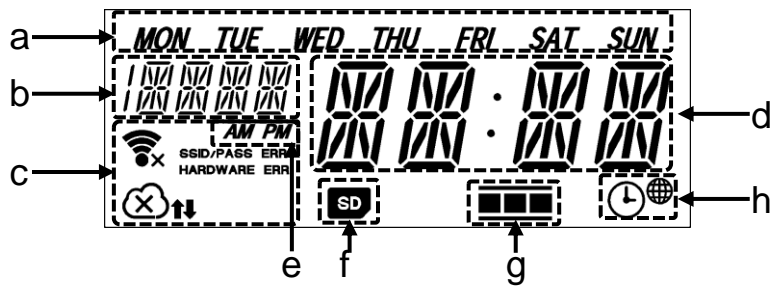 a MON TUE WED THU FRI SAT SUN
b
d
AM PM
SSID/PASS ERR
HARDWARE ERR
c
SD
h
e f g